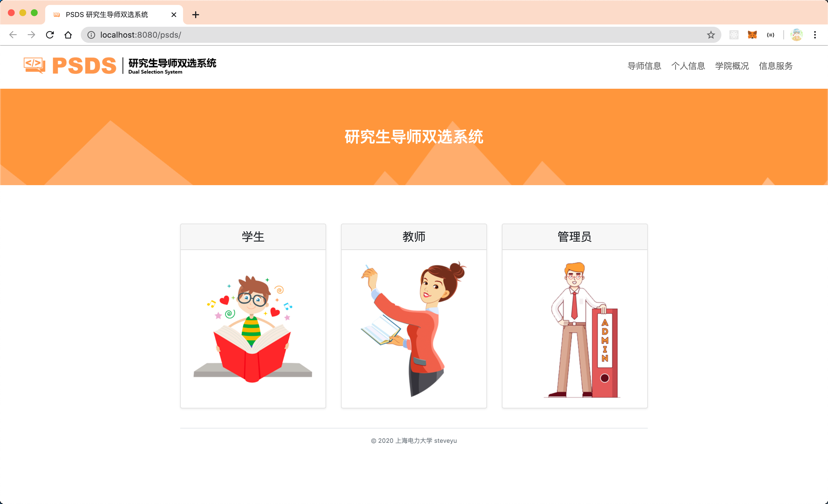 PSDS 研究生导师双选系统
localhost:8080/psds/
PSDS
研究生导师双选系统
Dual Selection System
导师信息 个人信息 学院概况 信息服务
研究生导师双选系统
学生
教师
管理员
ADMIN
© 2020 上海电力大学 steveyu